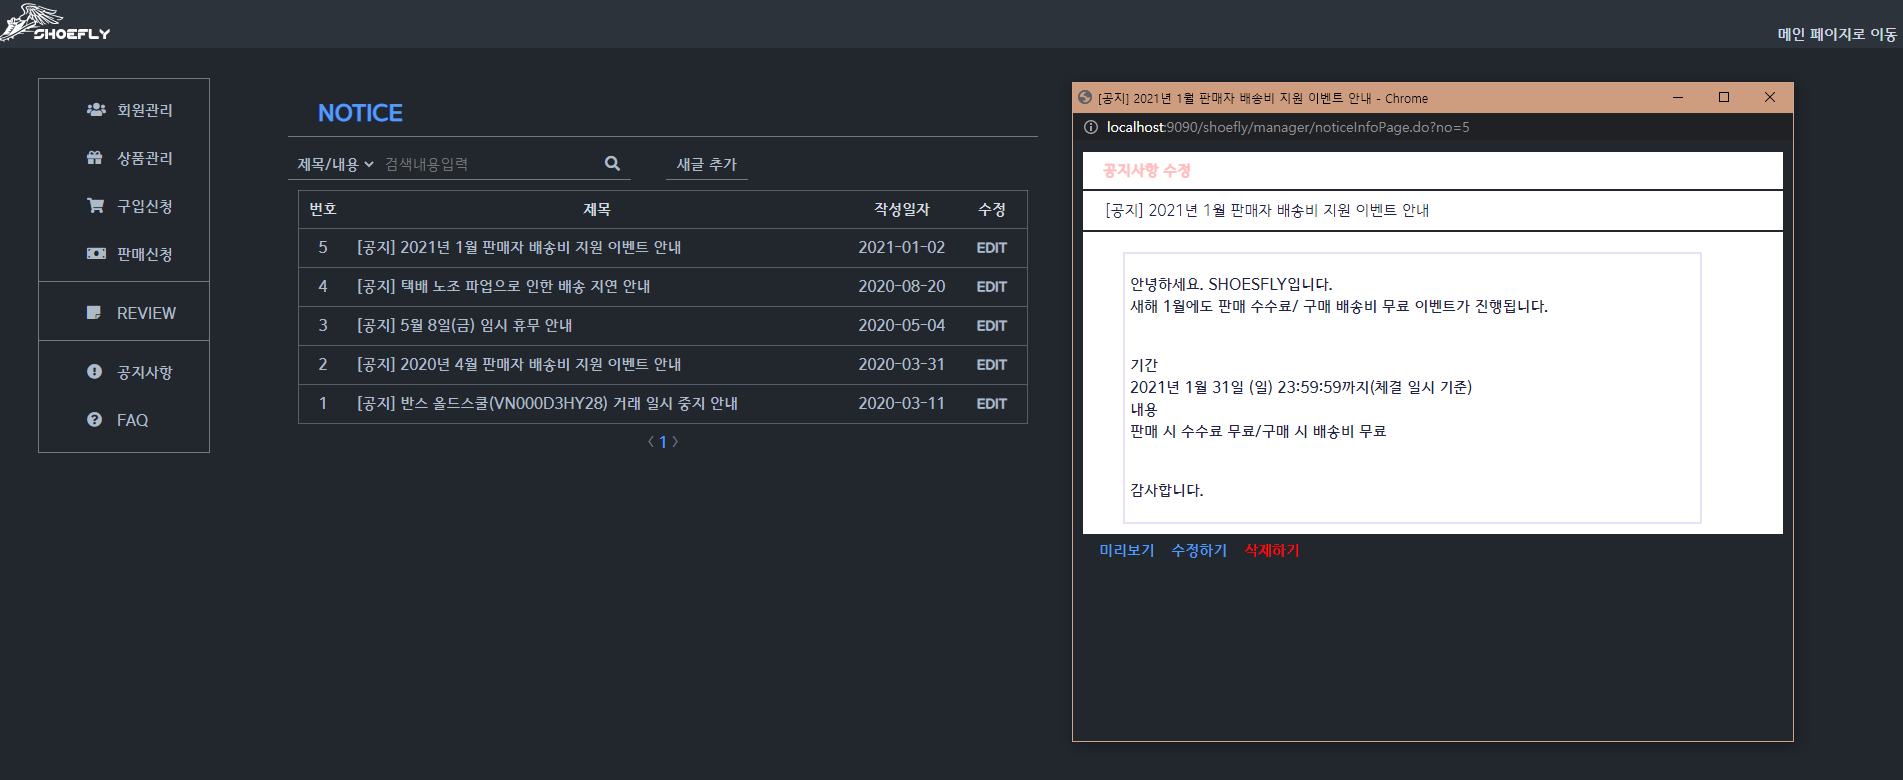 SHOEFLY
메인 페이지로 이동
회원관리
상품관리
구입신청
판매신청
REVIEW
공지사항
FAQ
NOTICE
제목/내용 검색내용입력 새글 추가
번호 제목 작성일자 수정
5 [공지] 2021년 1월 판매자 배송비 지원 이벤트 안내 2021-01-02 EDIT
4 [공지] 택배 노조 파업으로 인한 배송 지연 안내 2020-08-20 EDIT
3 [공지] 5월 8일(금) 임시 휴무 안내 2020-05-04 EDIT
2 [공지] 2020년 4월 판매자 배송비 지원 이벤트 안내 2020-03-31 EDIT
1 [공지] 반스 올드스쿨(VN000D3HY28) 거래 일시 중지 안내 2020-03-11 EDIT
〈 1 〉
[공지] 2021년 1월 판매자 배송비 지원 이벤트 안내 - Chrome
localhost:9090/shoefly/manager/noticeInfoPage.do?no=5
공지사항 수정
[공지] 2021년 1월 판매자 배송비 지원 이벤트 안내
안녕하세요. SHOESFLY입니다.
새해 1월에도 판매 수수료/ 구매 배송비 무료 이벤트가 진행됩니다.
기간
2021년 1월 31일 (일) 23:59:59까지(체결 일시 기준)
내용
판매 시 수수료 무료/구매 시 배송비 무료
감사합니다.
미리보기 수정하기 삭제하기